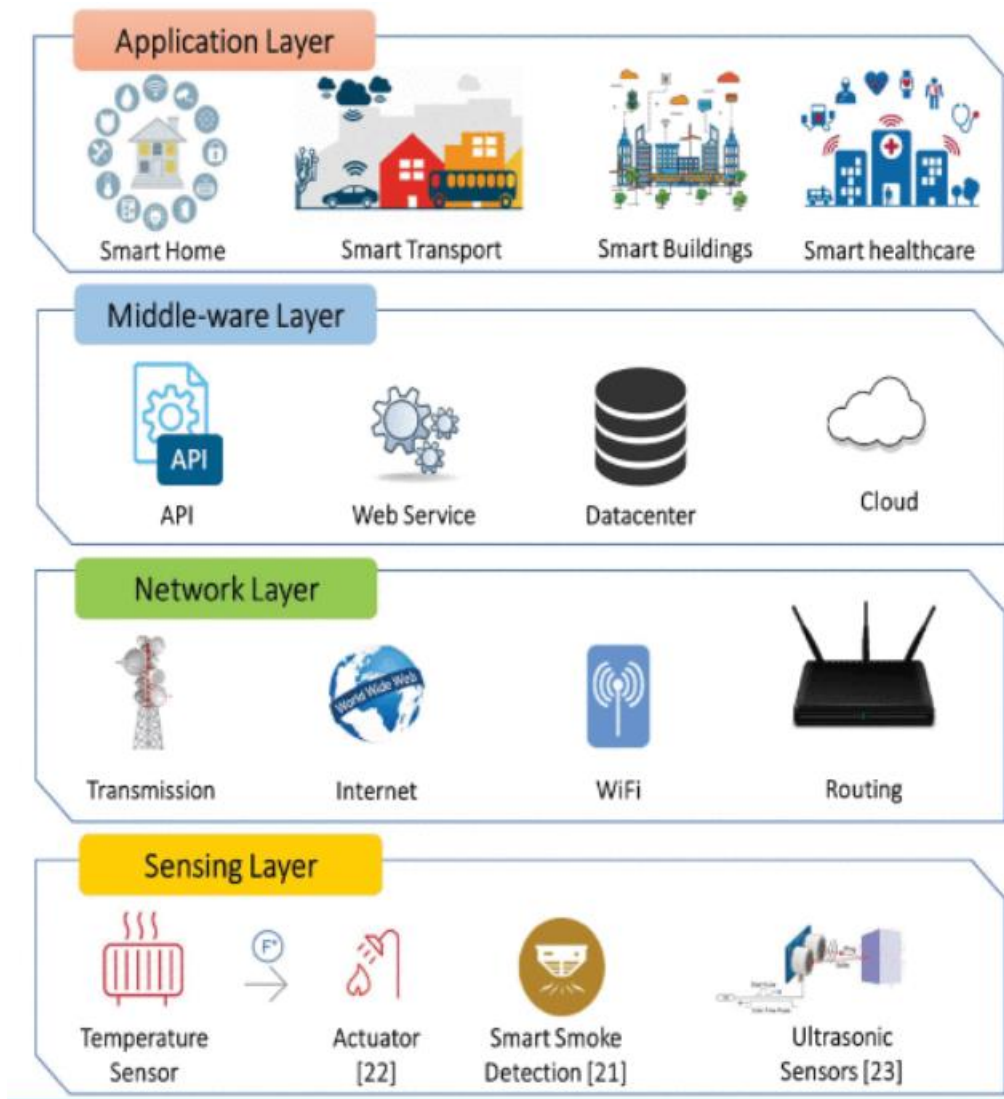 Application Layer
Smart Home
Smart Transport
Smart Buildings
Smart healthcare
Middle-ware Layer
API
API
Web Service
Datacenter
Cloud
Network Layer
World Wide Web
Transmission
Internet
WiFi
Routing
Sensing Layer
F°
Temperature
Sensor
Actuator
[22]
Smart Smoke
Detection [21]
Ultrasonic
Sensors [23]